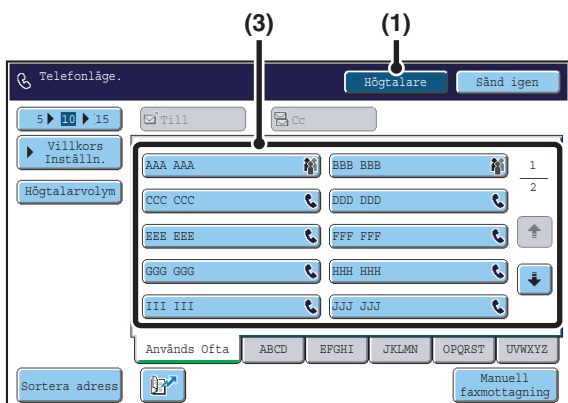 (3) (1)
Telefonläge.
Högtalare
Sänd igen
5 10 15
Till
Cc
Villkors
Inställn.
Högtalarvolym
AAA AAA
BBB BBB
1
2
CCC CCC
DDD DDD
EEE EEE
FFF FFF
GGG GGG
HHH HHH
III III
JJJ JJJ
Används Ofta
ABCD
EFGHI
JKLMN
OPQRST
UVWXYZ
Sortera adress
Manuell
faxmottagning